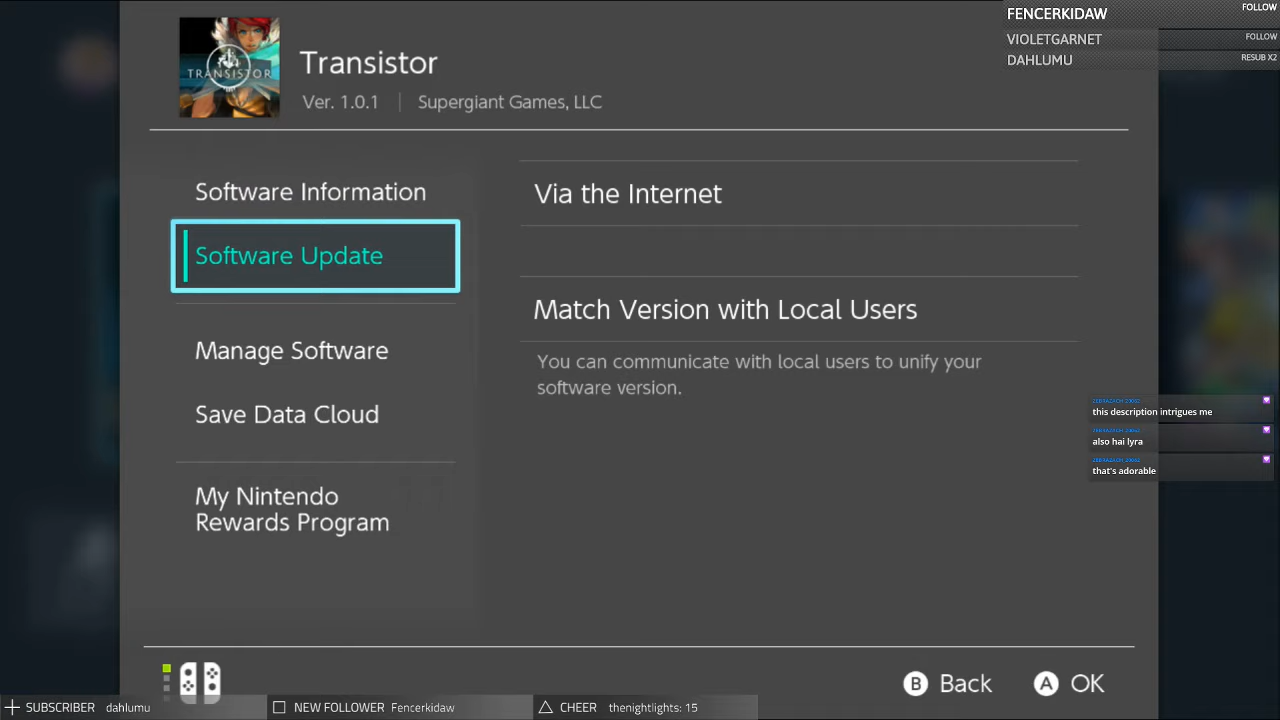 FENCERKIDAW FOLLOW
VIOLETGARNET FOLLOW
DAHLUMU RESUB X2
TRANSISTOR
Transistor
Ver. 1.0.1 | Supergiant Games, LLC
Software Information
Software Update
Manage Software
Save Data Cloud
My Nintendo
Rewards Program
Via the Internet
Match Version with Local Users
You can communicate with local users to unify your
software version.
this description intrigues me
also hai lyra
that's adorable
B Back
A OK
SUBSCRIBER dahlumu
NEW FOLLOWER Fencerkidaw
CHEER thenightlights: 15